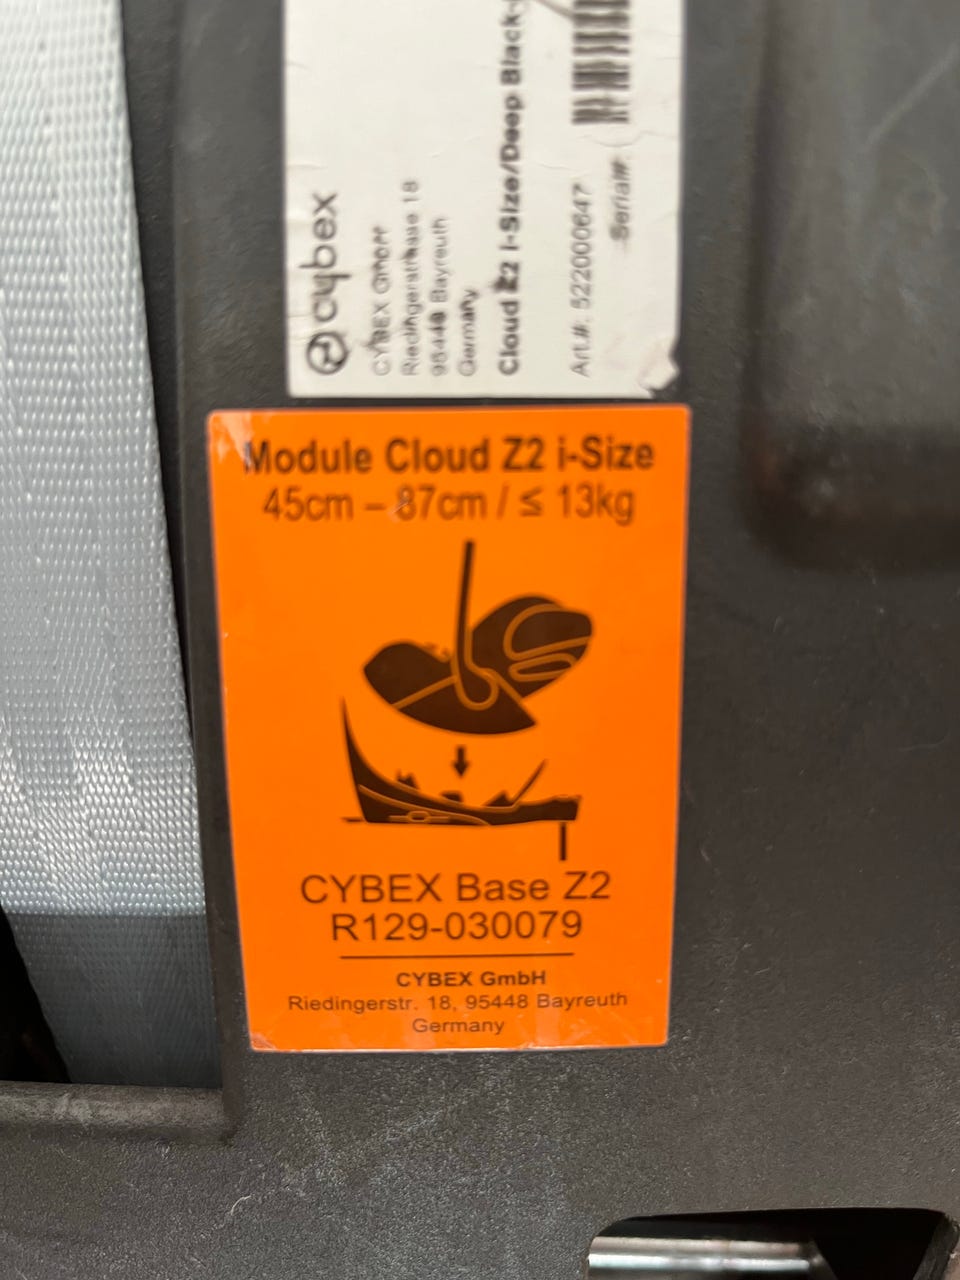 cybex
CYBEX GmbH
Riedingerstrasse 18
95448 Bayreuth
Germany
Cloud Z2 i-Size/Deep Black-
Art.#: 522000647
Serial#:
Module Cloud Z2 i-Size
45cm – 87cm / ≤ 13kg
CYBEX Base Z2
R129-030079
CYBEX GmbH
Riedingerstr. 18, 95448 Bayreuth
Germany